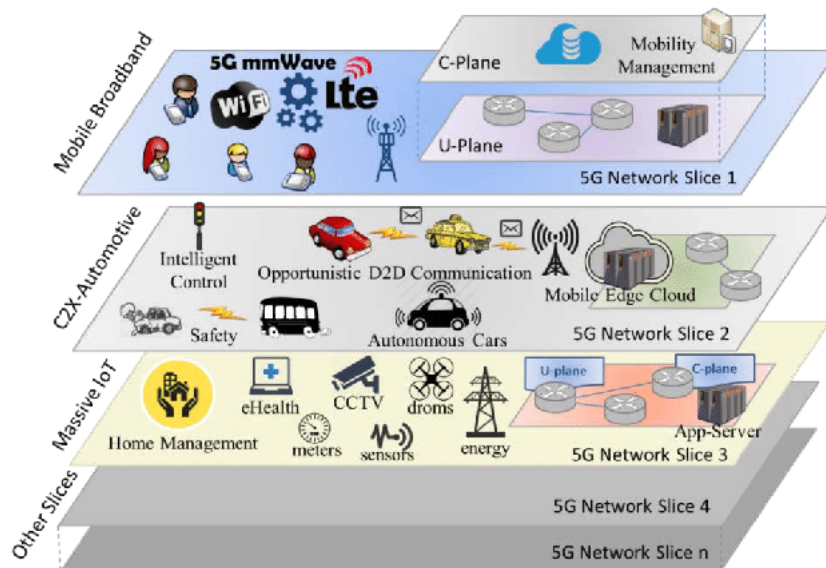 Mobile Broadband
5G mmWave
WiFi
Lte
C-Plane
Mobility
Management
U-Plane
5G Network Slice 1
C2X-Automotive
Intelligent
Control
Opportunistic D2D Communication
Mobile Edge Cloud
Safety
Autonomous Cars
5G Network Slice 2
Massive IoT
Home Management
eHealth
CCTV
droms
meters
sensors
energy
U-plane
C-plane
App-Server
5G Network Slice 3
Other Slices
5G Network Slice 4
5G Network Slice n